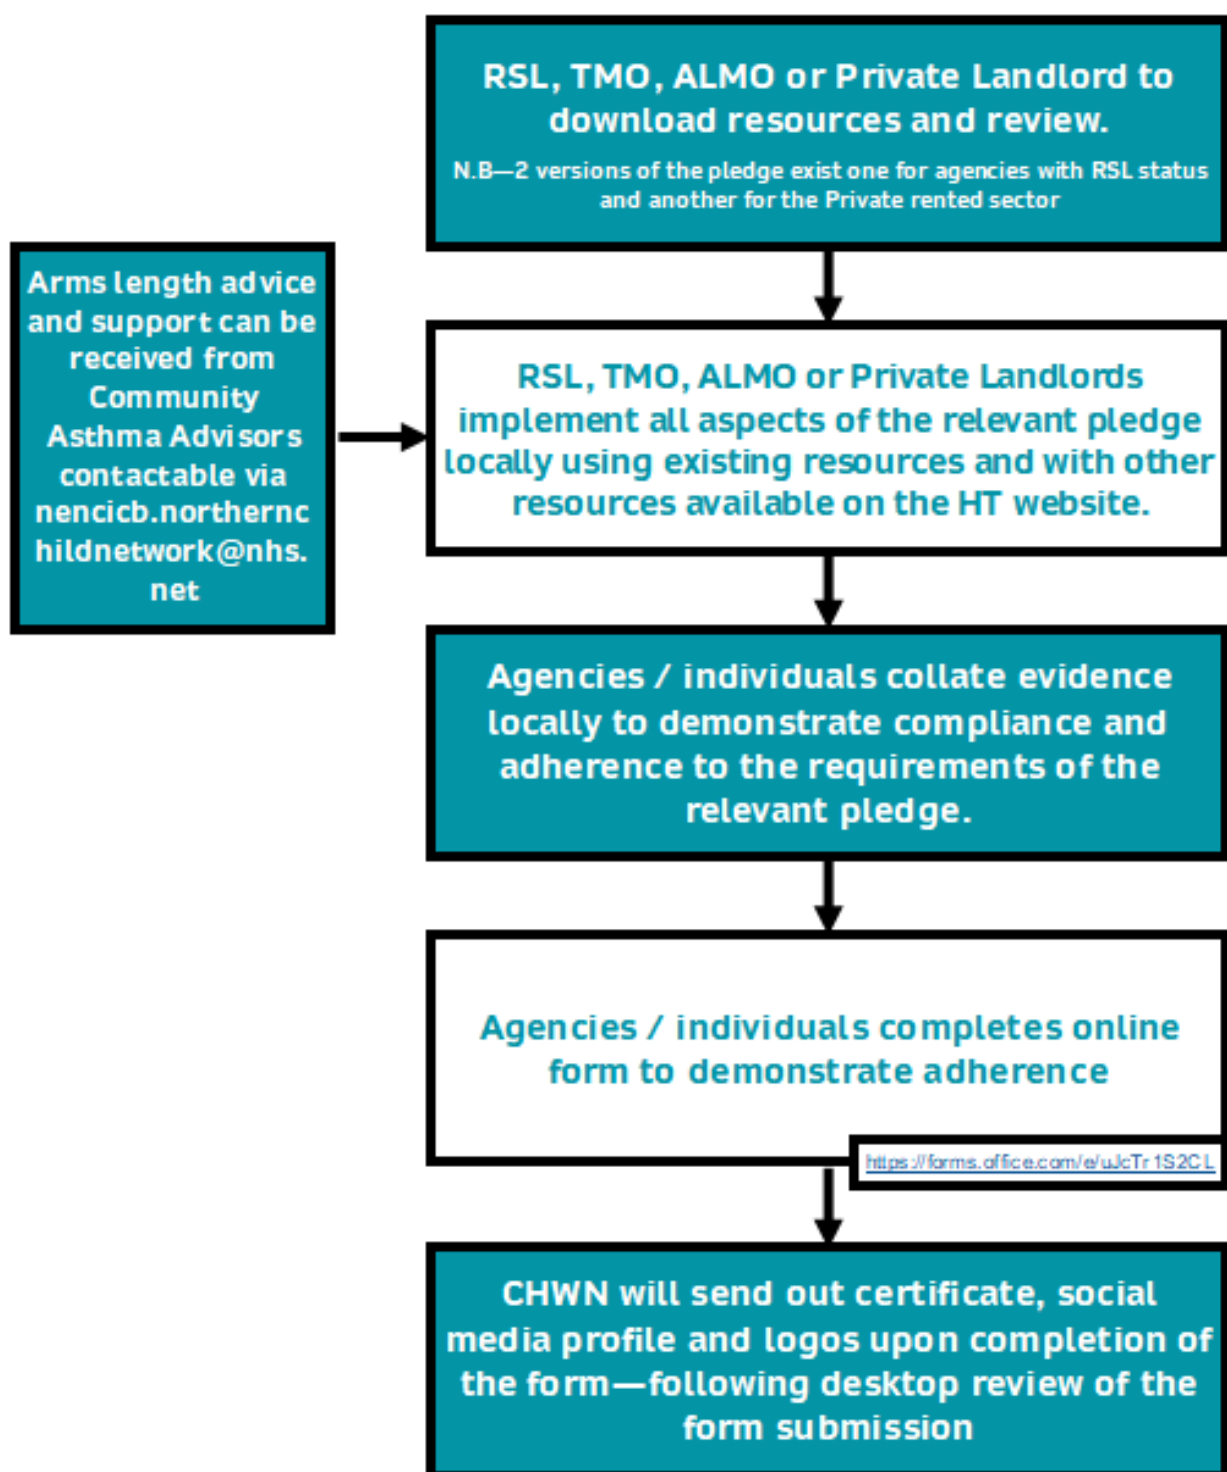 RSL, TMO, ALMO or Private Landlord to
download resources and review.
N.B—2 versions of the pledge exist one for agencies with RSL status
and another for the Private rented sector
Arms length advice
and support can be
received from
Community
Asthma Advisors
contactable via
nencicb.northernc
hildnetwork@nhs.
net
RSL, TMO, ALMO or Private Landlords
implement all aspects of the relevant pledge
locally using existing resources and with other
resources available on the HT website.
Agencies / individuals collate evidence
locally to demonstrate compliance and
adherence to the requirements of the
relevant pledge.
Agencies / individuals completes online
form to demonstrate adherence
https://forms.office.com/e/uJcTr1S2CL
CHWN will send out certificate, social
media profile and logos upon completion of
the form—following desktop review of the
form submission